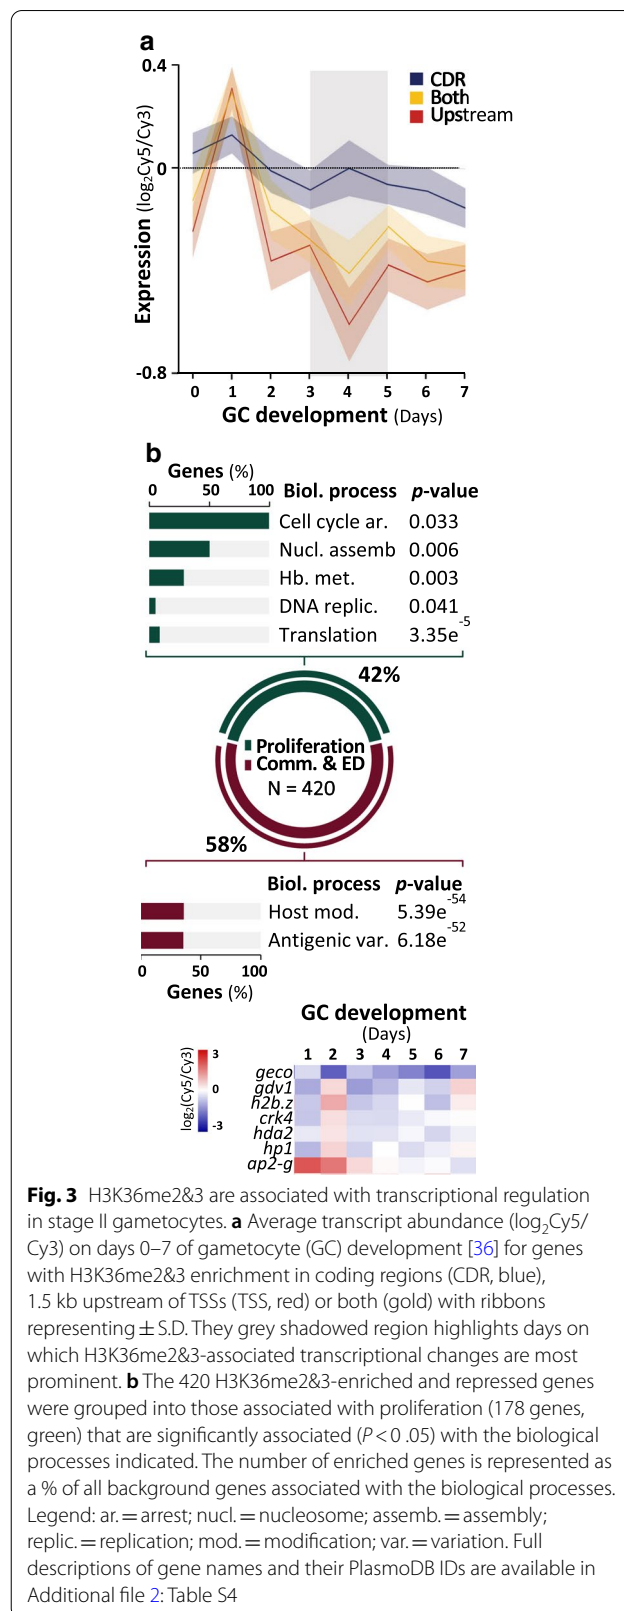 a
0.4
0
-0.8
Expression (log2Cy5/Cy3)
CDR
Both
Upstream
0 1 2 3 4 5 6 7
GC development (Days)
b
Genes (%)
0 50 100 Biol. process p-value
Cell cycle ar. 0.033
Nucl. assemb 0.006
Hb. met. 0.003
DNA replic. 0.041
Translation 3.35e-5
42%
Proliferation
Comm. & ED
N = 420
58%
Biol. process p-value
Host mod. 5.39e-54
Antigenic var. 6.18e-52
0 50 100
Genes (%)
GC development
(Days)
1 2 3 4 5 6 7
log2(Cy5/Cy3)
3
0
-3
geco
gdv1
h2b.z
crk4
hda2
hp1
ap2-g
Fig. 3 H3K36me2&3 are associated with transcriptional regulation
in stage II gametocytes. a Average transcript abundance (log2Cy5/
Cy3) on days 0–7 of gametocyte (GC) development [36] for genes
with H3K36me2&3 enrichment in coding regions (CDR, blue),
1.5 kb upstream of TSSs (TSS, red) or both (gold) with ribbons
representing ± S.D. They grey shadowed region highlights days on
which H3K36me2&3-associated transcriptional changes are most
prominent. b The 420 H3K36me2&3-enriched and repressed genes
were grouped into those associated with proliferation (178 genes,
green) that are significantly associated (P < 0 .05) with the biological
processes indicated. The number of enriched genes is represented as
a % of all background genes associated with the biological processes.
Legend: ar. = arrest; nucl. = nucleosome; assemb. = assembly;
replic. = replication; mod. = modification; var. = variation. Full
descriptions of gene names and their PlasmoDB IDs are available in
Additional file 2: Table S4